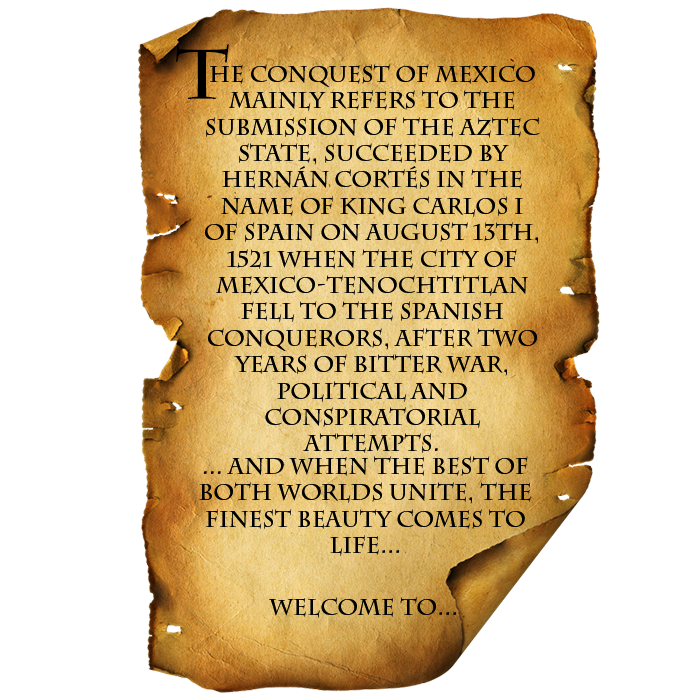 The conquest of Mexico
mainly refers to the
submission of the Aztec
state, succeeded by
Hernán Cortés in the
name of King Carlos I
of Spain on August 13th,
1521 when the city of
Mexico-Tenochtitlan
fell to the Spanish
conquerors, after two
years of bitter war,
political and
conspiratorial
attempts.
... and when the best of
both worlds unite, the
finest beauty comes to
life...
Welcome to...